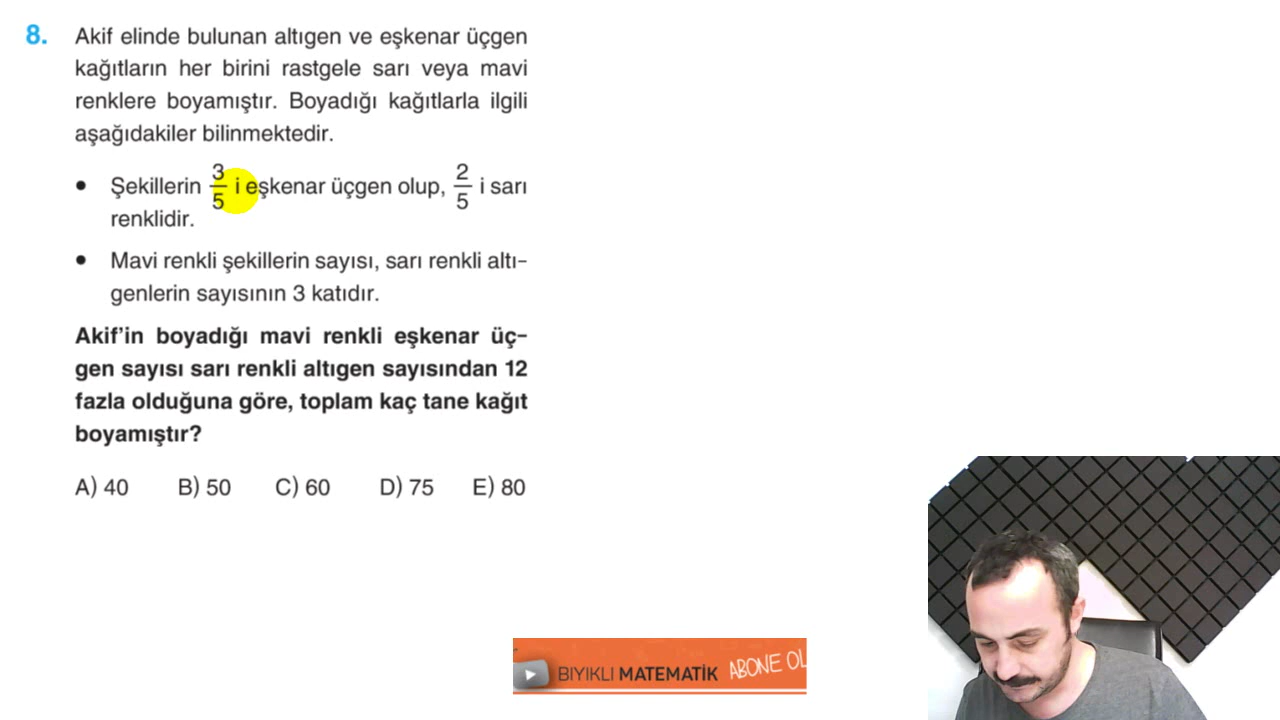 8. Akif elinde bulunan altıgen ve eşkenar üçgen
kağıtların her birini rastgele sarı veya mavi
renklere boyamıştır. Boyadığı kağıtlarla ilgili
aşağıdakiler bilinmektedir.
• Şekillerin 3/5 i eşkenar üçgen olup, 2/5 i sarı
renklidir.
• Mavi renkli şekillerin sayısı, sarı renkli altı-
genlerin sayısının 3 katıdır.
Akif'in boyadığı mavi renkli eşkenar üç-
gen sayısı sarı renkli altıgen sayısından 12
fazla olduğuna göre, toplam kaç tane kağıt
boyamıştır?
A) 40 B) 50 C) 60 D) 75 E) 80
BIYIKLI MATEMATİK ABONE OL